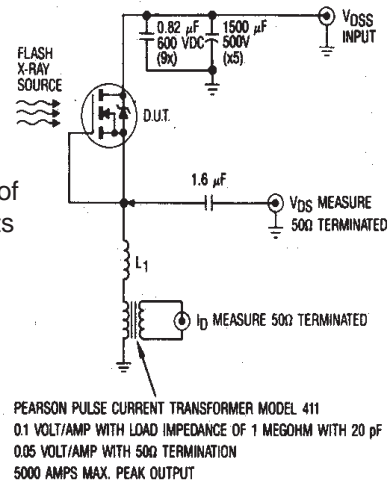 0.82 µF
600 VDC
(9x)
1500 µF
500V
(x5)
VDSS
INPUT
FLASH
X-RAY
SOURCE
D.U.T.
of
ts
1.6 µF
VDS MEASURE
50Ω TERMINATED
L1
ID MEASURE 50Ω TERMINATED
PEARSON PULSE CURRENT TRANSFORMER MODEL 411
0.1 VOLT/AMP WITH LOAD IMPEDANCE OF 1 MEGOHM WITH 20 pF
0.05 VOLT/AMP WITH 50Ω TERMINATION
5000 AMPS MAX. PEAK OUTPUT